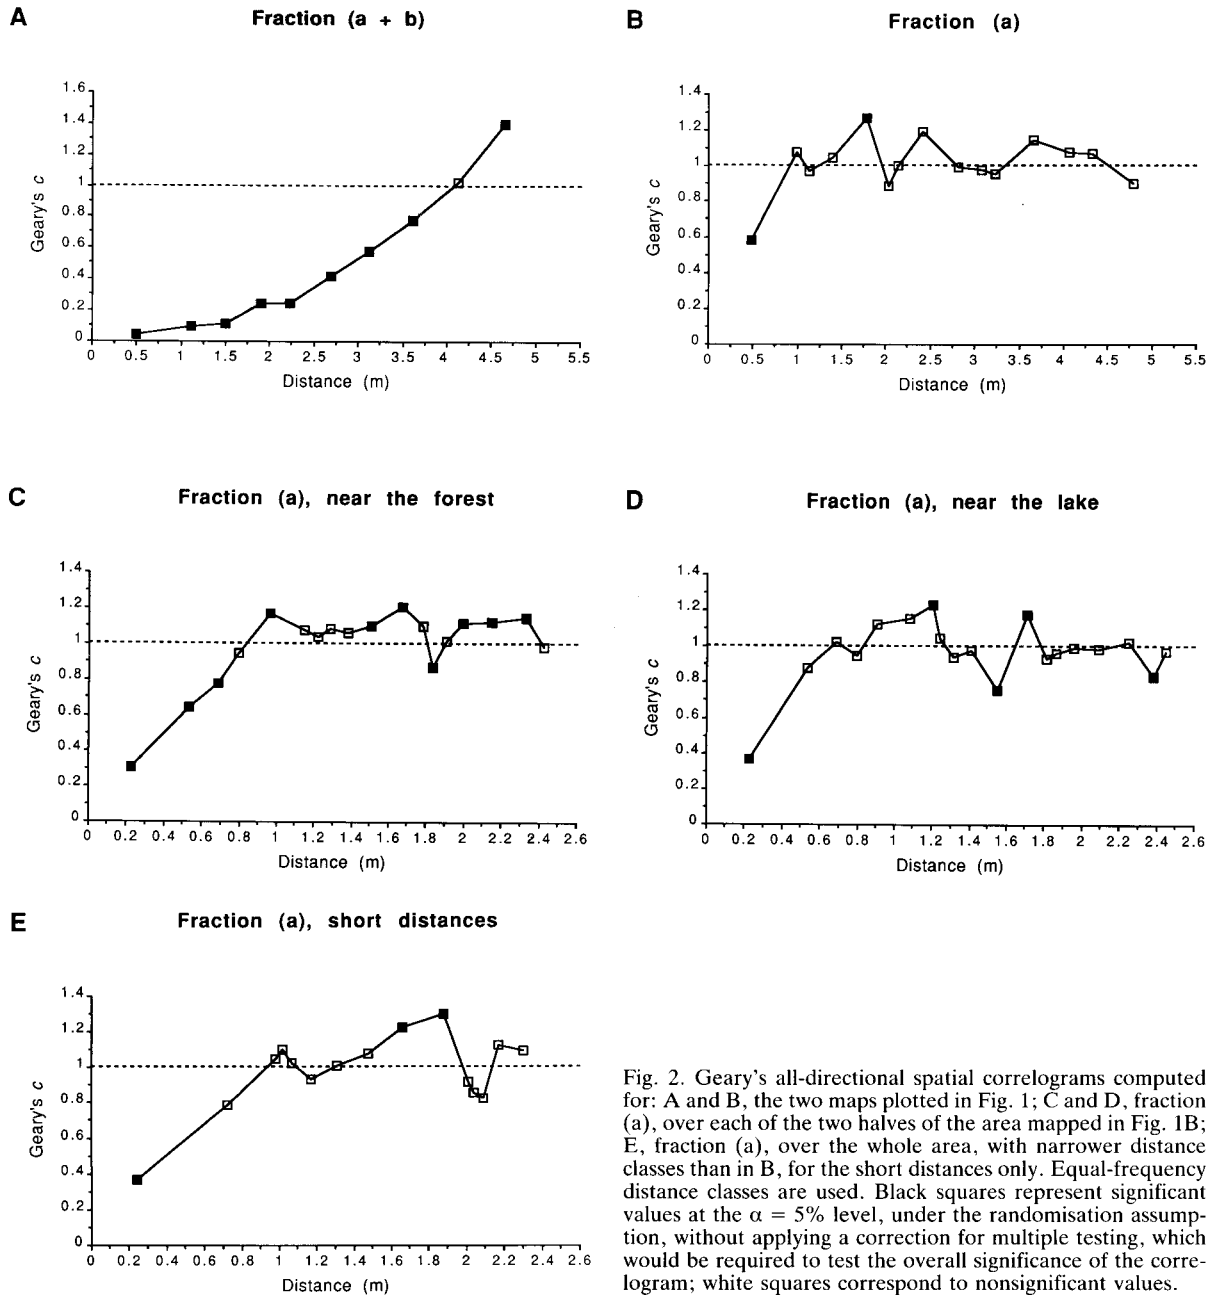 A
Fraction (a + b)
1.6
1.4
1.2
1
0.8
0.6
0.4
0.2
0
Geary's c
0 0.5 1 1.5 2 2.5 3 3.5 4 4.5 5 5.5
Distance (m)
B
Fraction (a)
1.4
1.2
1
0.8
0.6
0.4
0.2
0
Geary's c
0 0.5 1 1.5 2 2.5 3 3.5 4 4.5 5 5.5
Distance (m)
C
Fraction (a), near the forest
1.4
1.2
1
0.8
0.6
0.4
0.2
0
Geary's c
0 0.2 0.4 0.6 0.8 1 1.2 1.4 1.6 1.8 2 2.2 2.4 2.6
Distance (m)
D
Fraction (a), near the lake
1.4
1.2
1
0.8
0.6
0.4
0.2
0
Geary's c
0 0.2 0.4 0.6 0.8 1 1.2 1.4 1.6 1.8 2 2.2 2.4 2.6
Distance (m)
E
Fraction (a), short distances
1.4
1.2
1
0.8
0.6
0.4
0.2
0
Geary's c
0 0.2 0.4 0.6 0.8 1 1.2 1.4 1.6 1.8 2 2.2 2.4 2.6
Distance (m)
Fig. 2. Geary's all-directional spatial correlograms computed
for: A and B, the two maps plotted in Fig. 1; C and D, fraction
(a), over each of the two halves of the area mapped in Fig. 1B;
E, fraction (a), over the whole area, with narrower distance
classes than in B, for the short distances only. Equal-frequency
distance classes are used. Black squares represent significant
values at the α = 5% level, under the randomisation assump-
tion, without applying a correction for multiple testing, which
would be required to test the overall significance of the corre-
logram; white squares correspond to nonsignificant values.